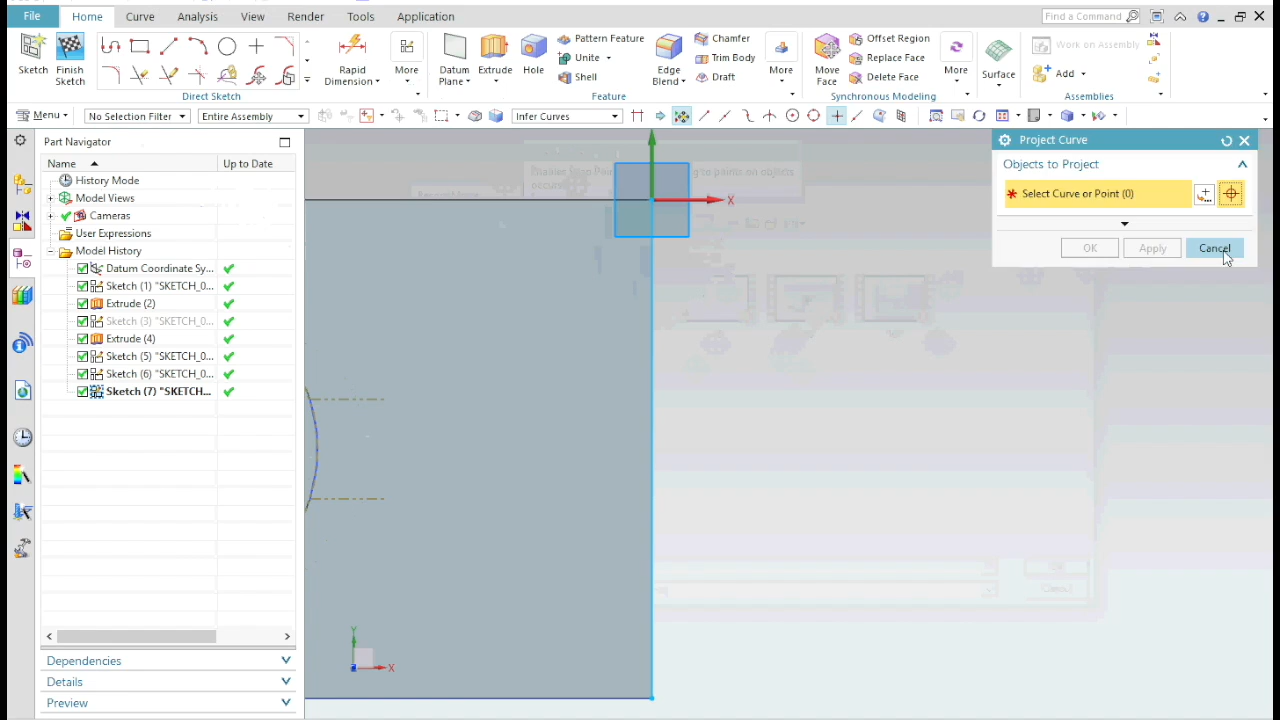 File
Home
Curve
Analysis
View
Render
Tools
Application
Find a Command
Sketch
Finish
Sketch
Rapid
Dimension
More
Direct Sketch
Datum
Plane
Extrude
Hole
Pattern Feature
Unite
Shell
Edge
Blend
Chamfer
Trim Body
Draft
More
Feature
Move
Face
Offset Region
Replace Face
Delete Face
More
Synchronous Modeling
Surface
Work on Assembly
Add
Assemblies
Menu
No Selection Filter
Entire Assembly
Infer Curves
Part Navigator
Name
Up to Date
History Mode
Model Views
Cameras
User Expressions
Model History
Datum Coordinate Sy...
Sketch (1) "SKETCH_0...
Extrude (2)
Sketch (3) "SKETCH_0...
Extrude (4)
Sketch (5) "SKETCH_0...
Sketch (6) "SKETCH_0...
Sketch (7) "SKETCH...
Dependencies
Details
Preview
X
Y
X
Project Curve
Objects to Project
* Select Curve or Point (0)
OK
Apply
Cancel